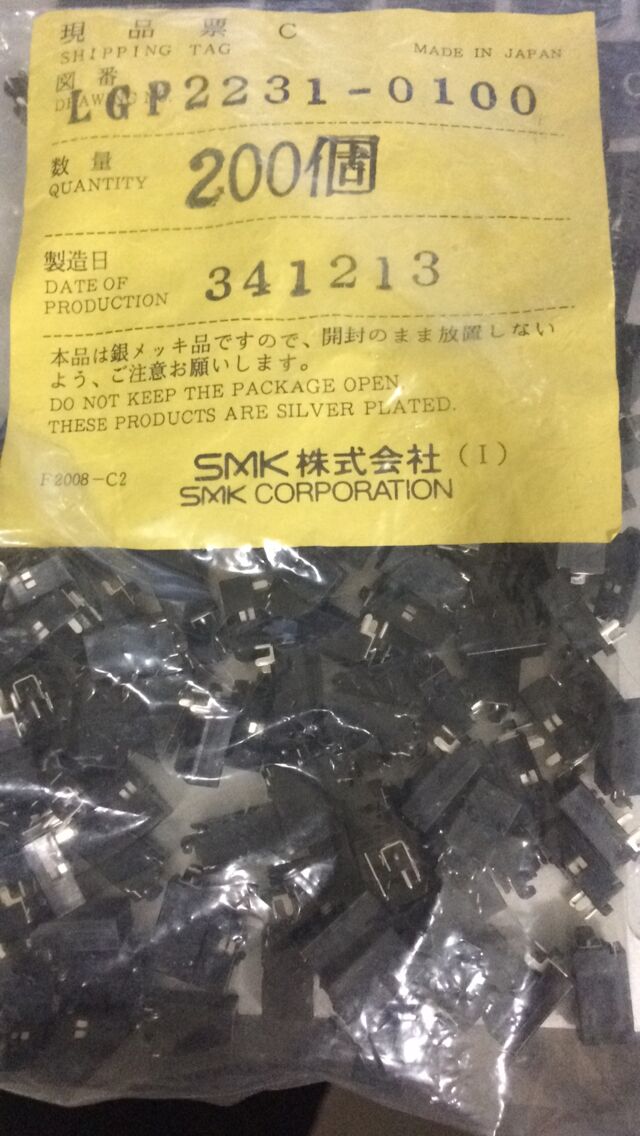 現品票 C
SHIPPING TAG MADE IN JAPAN
図番
LGP2231-0100
数量
QUANTITY
200個
製造日
DATE OF
PRODUCTION
341213
本品は銀メッキ品ですので、開封のまま放置しない
よう、ご注意お願いします。
DO NOT KEEP THE PACKAGE OPEN,
THESE PRODUCTS ARE SILVER PLATED.
F2008-C2
SMK株式会社 (I)
SMK CORPORATION